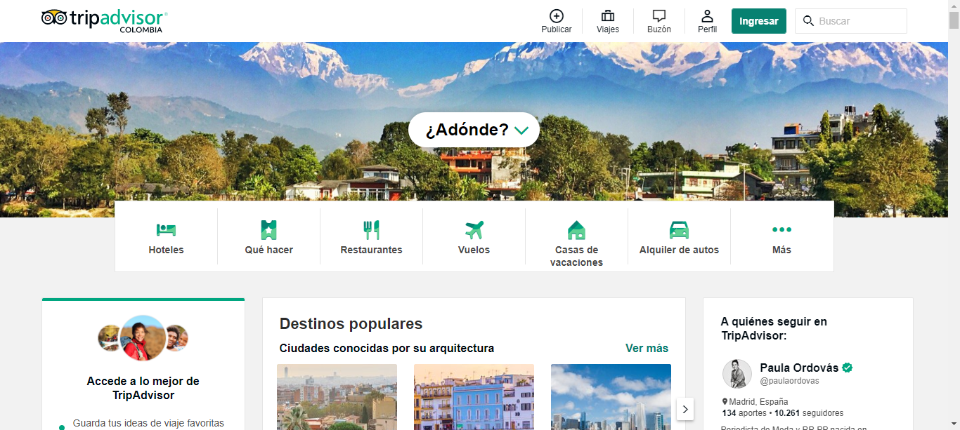 tripadvisor
COLOMBIA
Publicar
Viajes
Buzón
Perfil
Ingresar
Buscar
¿Adónde?
Hoteles
Qué hacer
Restaurantes
Vuelos
Casas de
vacaciones
Alquiler de autos
Más
Accede a lo mejor de
TripAdvisor
Guarda tus ideas de viaje favoritas
Destinos populares
Ciudades conocidas por su arquitectura
Ver más
A quiénes seguir en
TripAdvisor:
Paula Ordovás
@paulaordovas
Madrid, España
134 aportes • 10.261 seguidores
Periodista de Moda y RR.PP nacida en